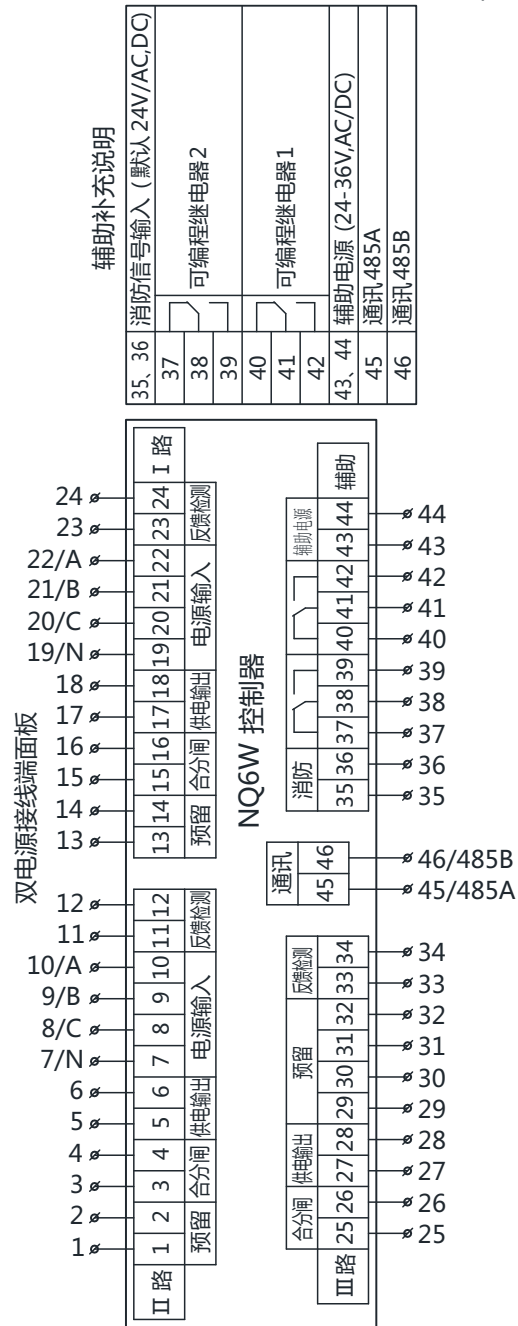 辅助补充说明
35、36 消防信号输入（默认24V/AC,DC)
37
38 可编程继电器2
39
40
41 可编程继电器1
42
43、44 辅助电源 (24-36V,AC/DC)
45 通讯485A
46 通讯485B
双电源接线端面板
1 2 3 4 5 6 7/N 8/C 9/B 10/A 11 12
13 14 15 16 17 18 19/N 20/C 21/B 22/A 23 24
II路 1 2 3 4 5 6 7 8 9 10 11 12
预留 合分闸 供电输出 电源输入 反馈检测
13 14 15 16 17 18 19 20 21 22 23 24 I路
预留 合分闸 供电输出 电源输入 反馈检测
NQ6W 控制器
合分闸 供电输出 预留 反馈检测
III路 25 26 27 28 29 30 31 32 33 34
通讯
45 46
消防 辅助电源
35 36 37 38 39 40 41 42 43 44 辅助
25 26 27 28 29 30 31 32 33 34
45/485A 46/485B
35 36 37 38 39 40 41 42 43 44